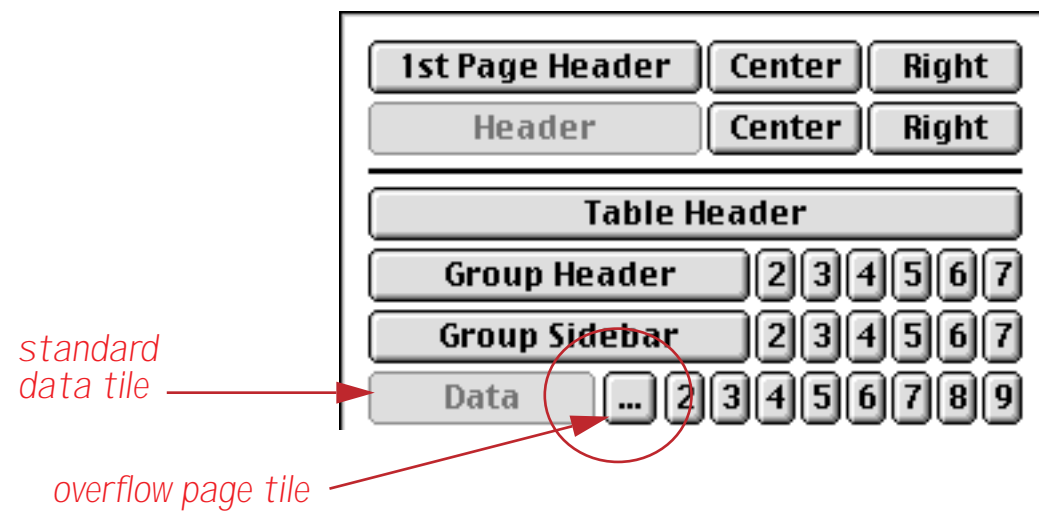 1st Page Header Center Right
Header Center Right
Table Header
Group Header 2 3 4 5 6 7
Group Sidebar 2 3 4 5 6 7
standard
data tile
Data ... 2 3 4 5 6 7 8 9
overflow page tile